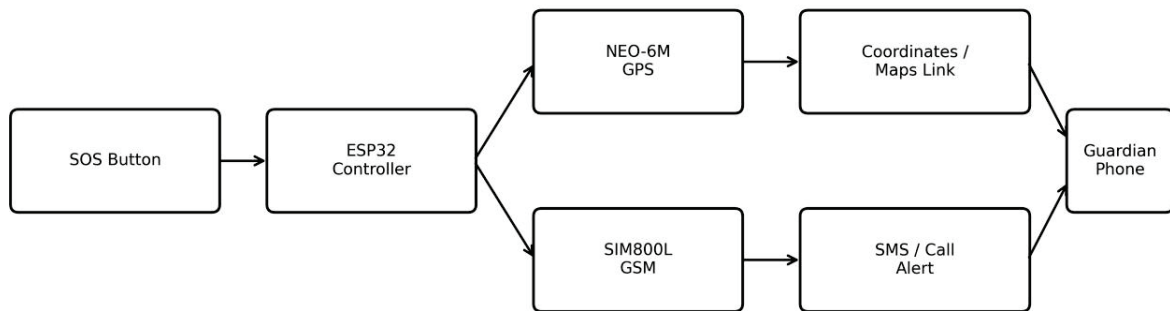 SOS Button
ESP32
Controller
NEO-6M
GPS
Coordinates /
Maps Link
SIM800L
GSM
SMS / Call
Alert
Guardian
Phone